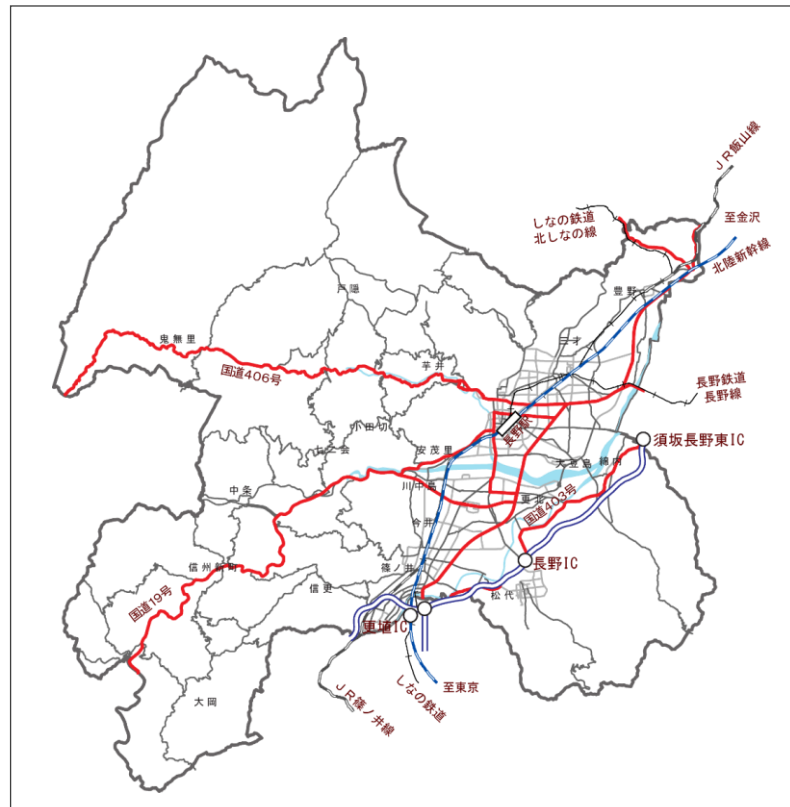 JR飯山線
しなの鉄道
北しなの線
至金沢
北陸新幹線
豊野
戸隠
三才
鬼無里
国道406号
芋井
長野鉄道
長野線
小田切
長野駅
須坂長野東IC
七二会
安茂里
大豆島
綿内
中条
川中島
更北
国道403号
今井
長野IC
信州新町
篠ノ井
国道19号
信更
松代
更埴IC
しなの鉄道
至東京
JR篠ノ井線
大岡